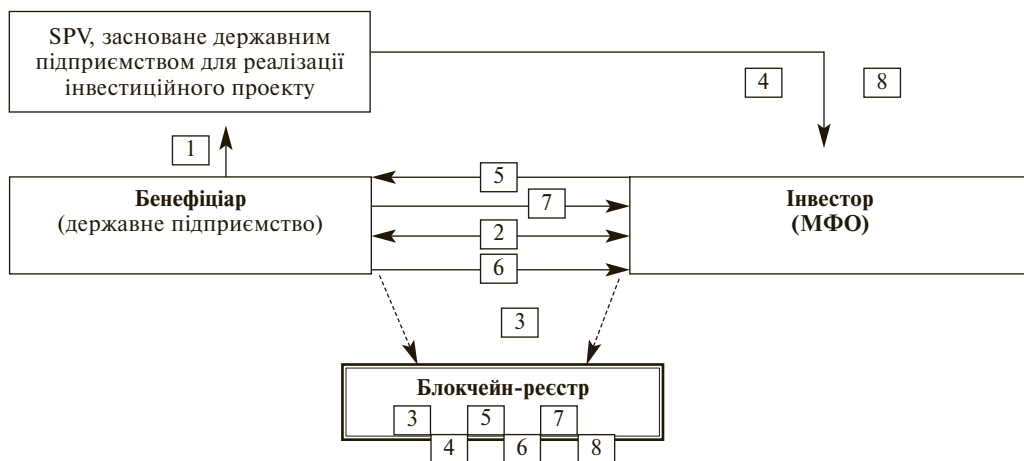 SPV, засноване державним
підприємством для реалізації
інвестиційного проекту
4
8
1
Бенефіціар
(державне підприємство)
5
7
2
6
Інвестор
(МФО)
3
Блокчейн-реєстр
3
5
7
4
6
8